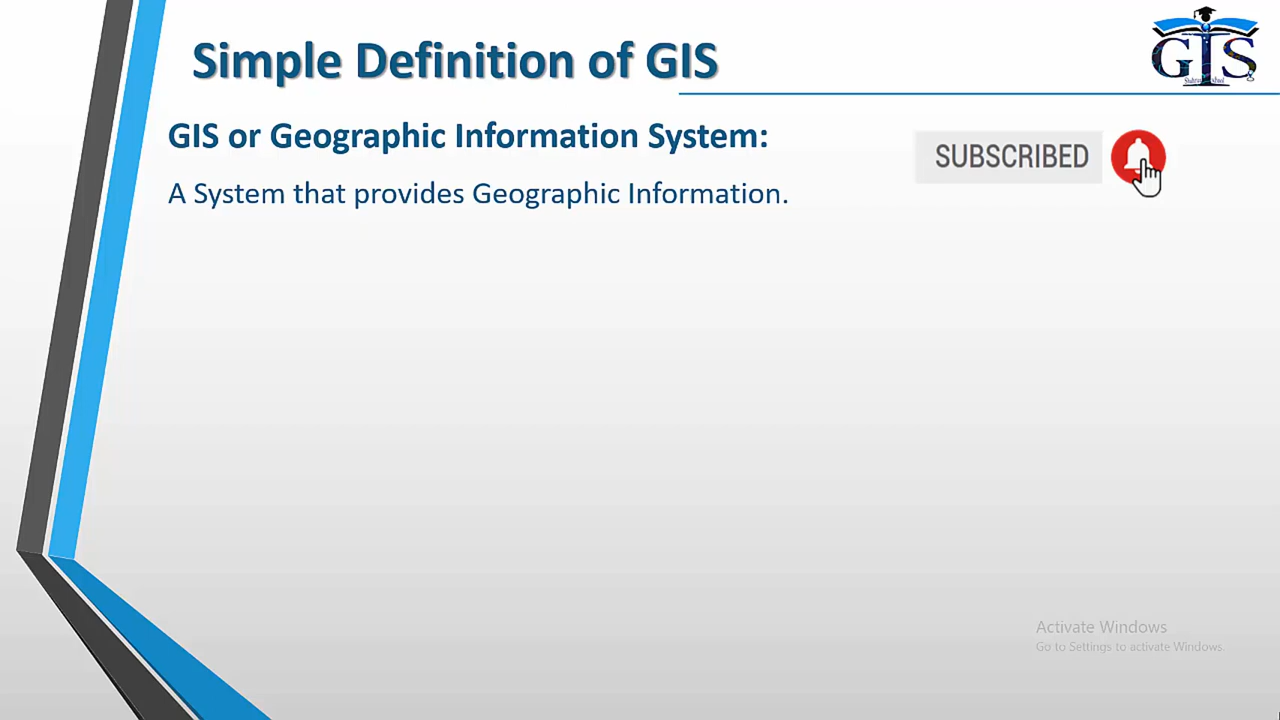 Simple Definition of GIS
GIS
GIS or Geographic Information System:
SUBSCRIBED
A System that provides Geographic Information.
Activate Windows
Go to Settings to activate Windows.